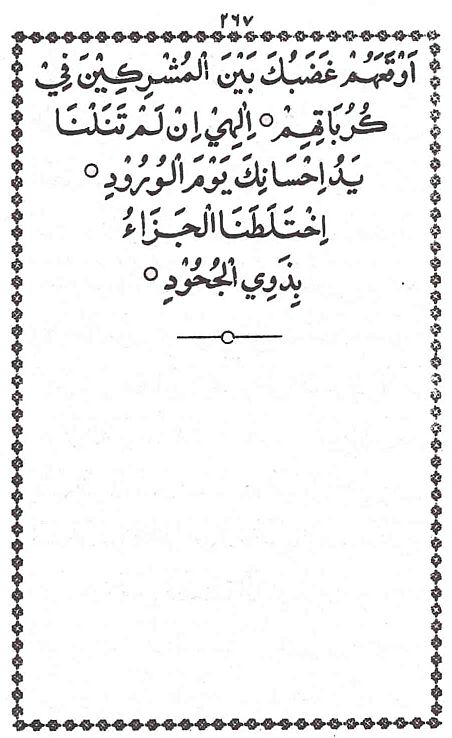 ٢٦٧
اَوْقَعَهُمْ غَضَبُكَ بَيْنَ الْمُشْرِكِيْنَ فِيْ
كُرُبَاتِهِمْ ○ اِلٰهِيْ اِنْ لَمْ تَنَلْنَا
يَدُ اِحْسَانِكَ يَوْمَ الْوُرُوْدِ ○
اِخْتَلَطَنَا الْجَزَاءُ
بِذَوِي الْجُحُوْدِ ○